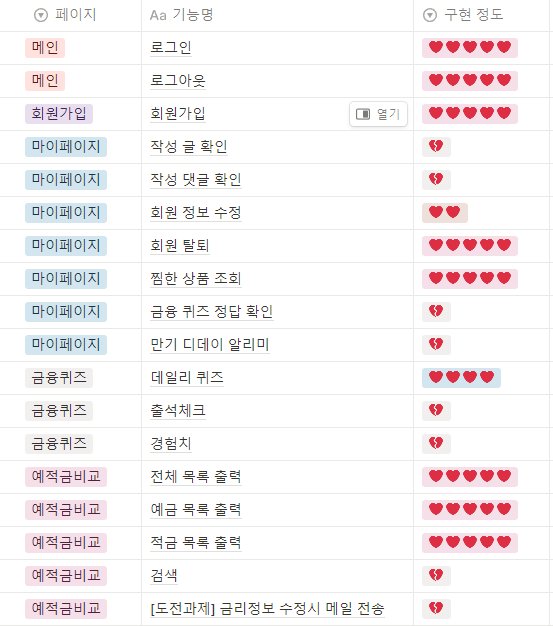 페이지 Aa 기능명 구현 정도
메인 로그인 ❤️❤️❤️❤️❤️
메인 로그아웃 ❤️❤️❤️❤️❤️
회원가입 회원가입 열기 ❤️❤️❤️❤️❤️
마이페이지 작성 글 확인 💔
마이페이지 작성 댓글 확인 💔
마이페이지 회원 정보 수정 ❤️❤️
마이페이지 회원 탈퇴 ❤️❤️❤️❤️❤️
마이페이지 찜한 상품 조회 ❤️❤️❤️❤️❤️
마이페이지 금융 퀴즈 정답 확인 💔
마이페이지 만기 디데이 알리미 💔
금융퀴즈 데일리 퀴즈 ❤️❤️❤️❤️
금융퀴즈 출석체크 💔
금융퀴즈 경험치 💔
예적금비교 전체 목록 출력 ❤️❤️❤️❤️❤️
예적금비교 예금 목록 출력 ❤️❤️❤️❤️❤️
예적금비교 적금 목록 출력 ❤️❤️❤️❤️❤️
예적금비교 검색 💔
예적금비교 [도전과제] 금리정보 수정시 메일 전송 💔